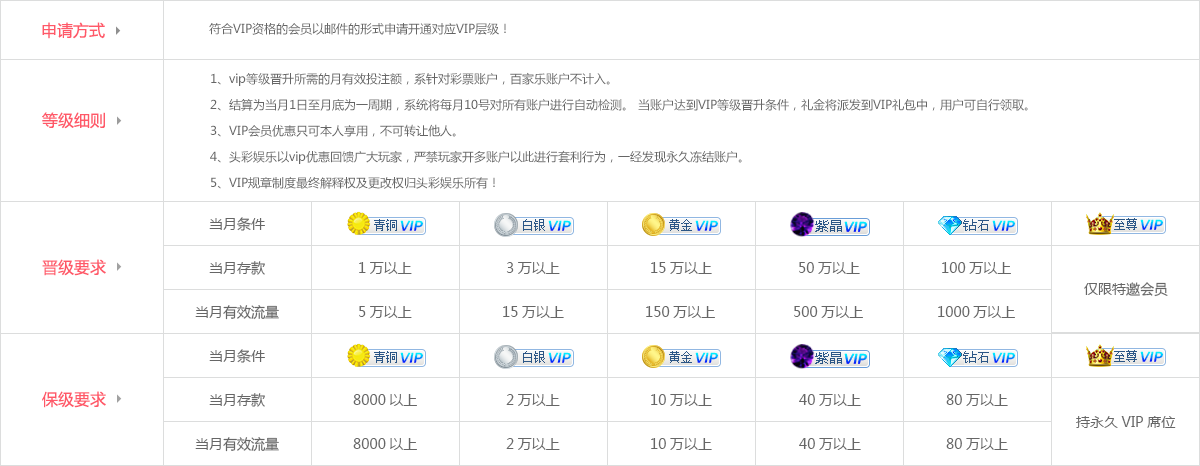 申请方式
符合VIP资格的会员以邮件的形式申请开通对应VIP层级！
等级细则
1、vip等级晋升所需的月有效投注额，系针对彩票账户，百家乐账户不计入。
2、结算为当月1日至月底为一周期，系统将每月10号对所有账户进行自动检测。 当账户达到VIP等级晋升条件，礼金将派发到VIP礼包中，用户可自行领取。
3、VIP会员优惠只可本人享用，不可转让他人。
4、头彩娱乐以vip优惠回馈广大玩家，严禁玩家开多账户以此进行套利行为，一经发现永久冻结账户。
5、VIP规章制度最终解释权及更改权归头彩娱乐所有！
晋级要求
当月条件 青铜VIP 白银VIP 黄金VIP 紫晶VIP 钻石VIP 至尊VIP
当月存款 1 万以上 3 万以上 15 万以上 50 万以上 100 万以上
仅限特邀会员
当月有效流量 5 万以上 15 万以上 150 万以上 500 万以上 1000 万以上
保级要求
当月条件 青铜VIP 白银VIP 黄金VIP 紫晶VIP 钻石VIP 至尊VIP
当月存款 8000 以上 2 万以上 10 万以上 40 万以上 80 万以上
持永久 VIP 席位
当月有效流量 8000 以上 2 万以上 10 万以上 40 万以上 80 万以上